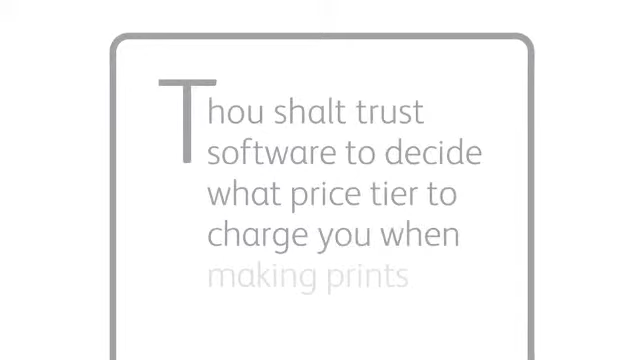 Thou shalt trust
software to decide
what price tier to
charge you when
making prints